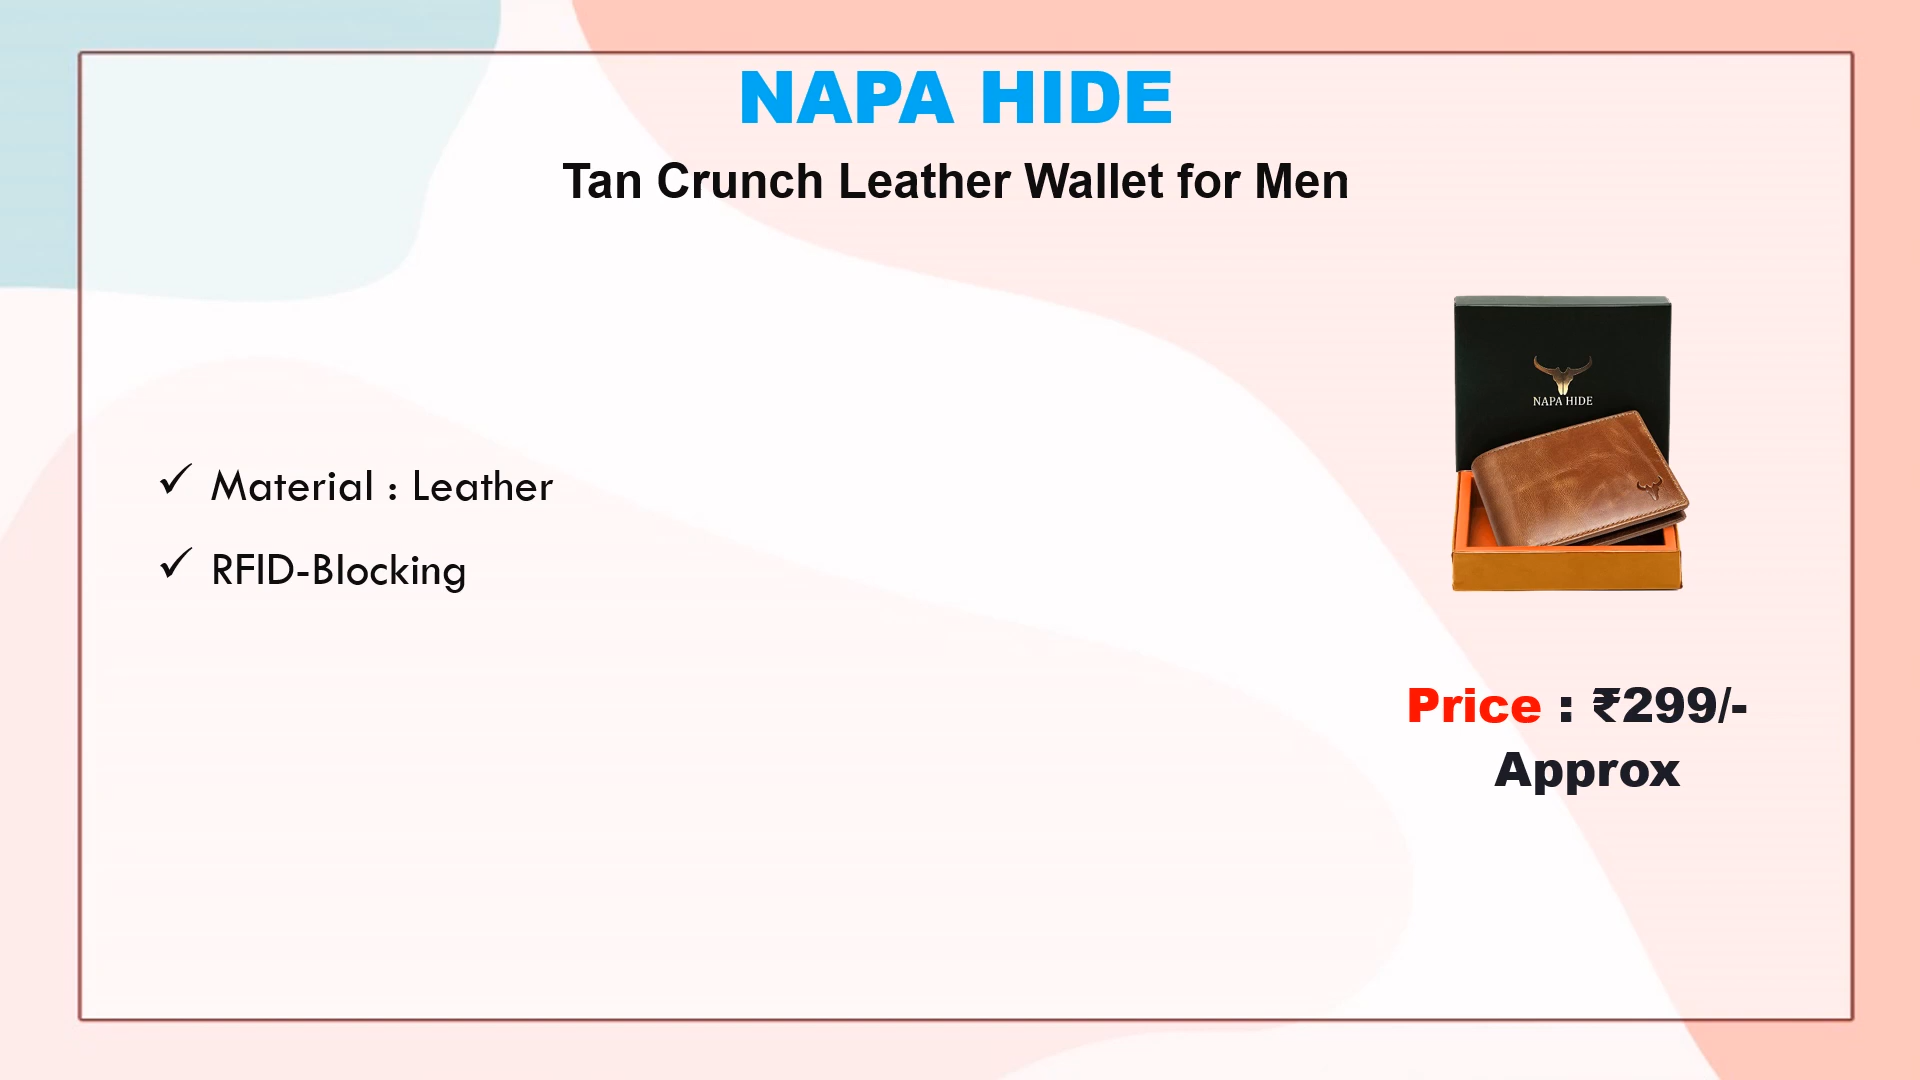 NAPA HIDE
Tan Crunch Leather Wallet for Men
NAPA HIDE
✓ Material : Leather
✓ RFID-Blocking
Price : ₹299/-
Approx